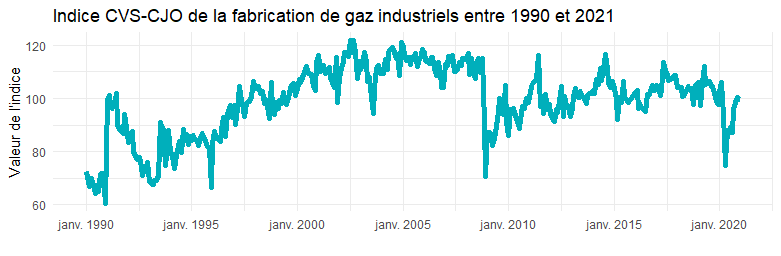 Indice CVS-CJO de la fabrication de gaz industriels entre 1990 et 2021
Valeur de l'indice
120
100
80
60
janv. 1990 janv. 1995 janv. 2000 janv. 2005 janv. 2010 janv. 2015 janv. 2020